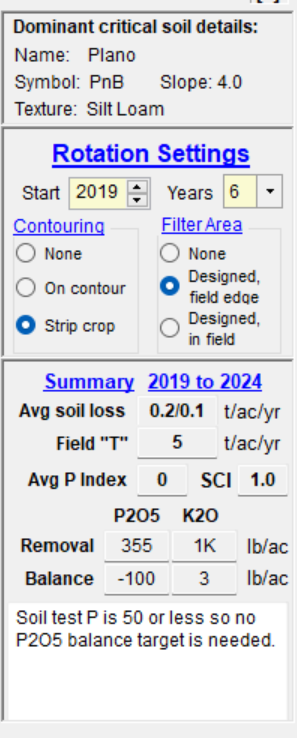 Dominant critical soil details:
Name: Plano
Symbol: PnB Slope: 4.0
Texture: Silt Loam
Rotation Settings
Start 2019 Years 6
Contouring
None
On contour
Strip crop
Filter Area
None
Designed,
field edge
Designed,
in field
Summary 2019 to 2024
Avg soil loss 0.2/0.1 t/ac/yr
Field "T" 5 t/ac/yr
Avg P Index 0 SCI 1.0
P2O5 K2O
Removal 355 1K lb/ac
Balance -100 3 lb/ac
Soil test P is 50 or less so no
P2O5 balance target is needed.